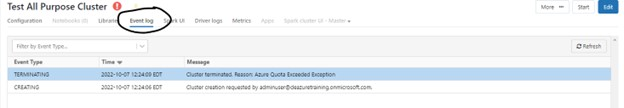 Test All Purpose Cluster
More
Start
Edit
Configuration Notebooks (0) Libraries Event log Spark UI Driver logs Metrics Apps Spark cluster UI - Master
Filter by Event Type...
Refresh
Event Type Time Message
TERMINATING 2022-10-07 12:24:09 EDT Cluster terminated. Reason: Azure Quota Exceeded Exception
CREATING 2022-10-07 12:24:06 EDT Cluster creation requested by adminuser@deazuretraining.onmicrosoft.com.